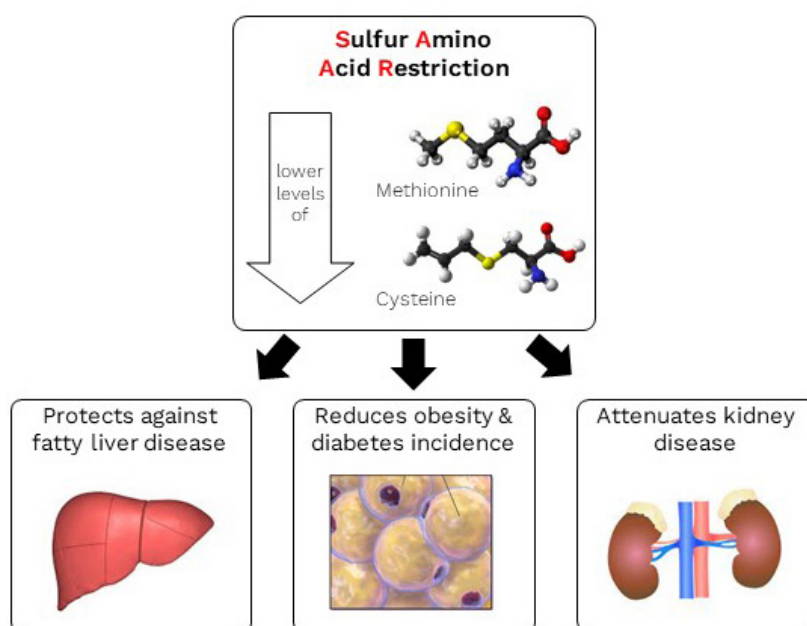 Sulfur Amino
Acid Restriction
lower
levels
of
Methionine
Cysteine
Protects against
fatty liver disease
Reduces obesity &
diabetes incidence
Attenuates kidney
disease